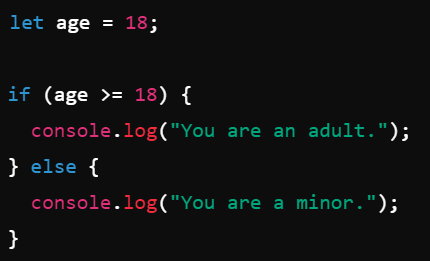 let age = 18;
if (age >= 18) {
  console.log("You are an adult.");
} else {
  console.log("You are a minor.");
}